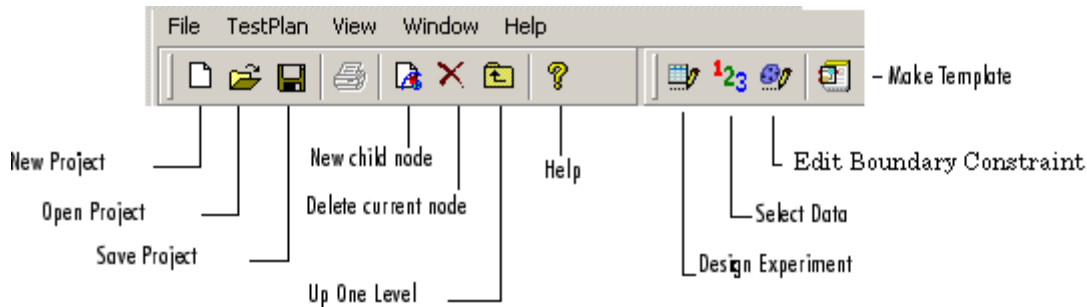 File TestPlan View Window Help
123
?
– Make Template
New Project
New child node
Help
Edit Boundary Constraint
Open Project
Delete current node
Select Data
Save Project
Design Experiment
Up One Level